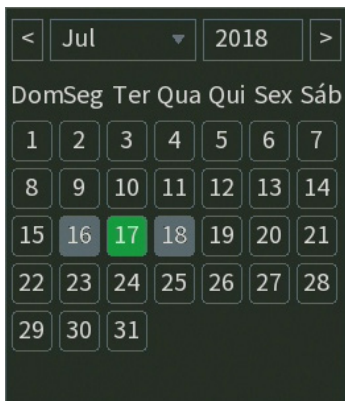 < Jul 2018 >
Dom Seg Ter Qua Qui Sex Sáb
1 2 3 4 5 6 7
8 9 10 11 12 13 14
15 16 17 18 19 20 21
22 23 24 25 26 27 28
29 30 31